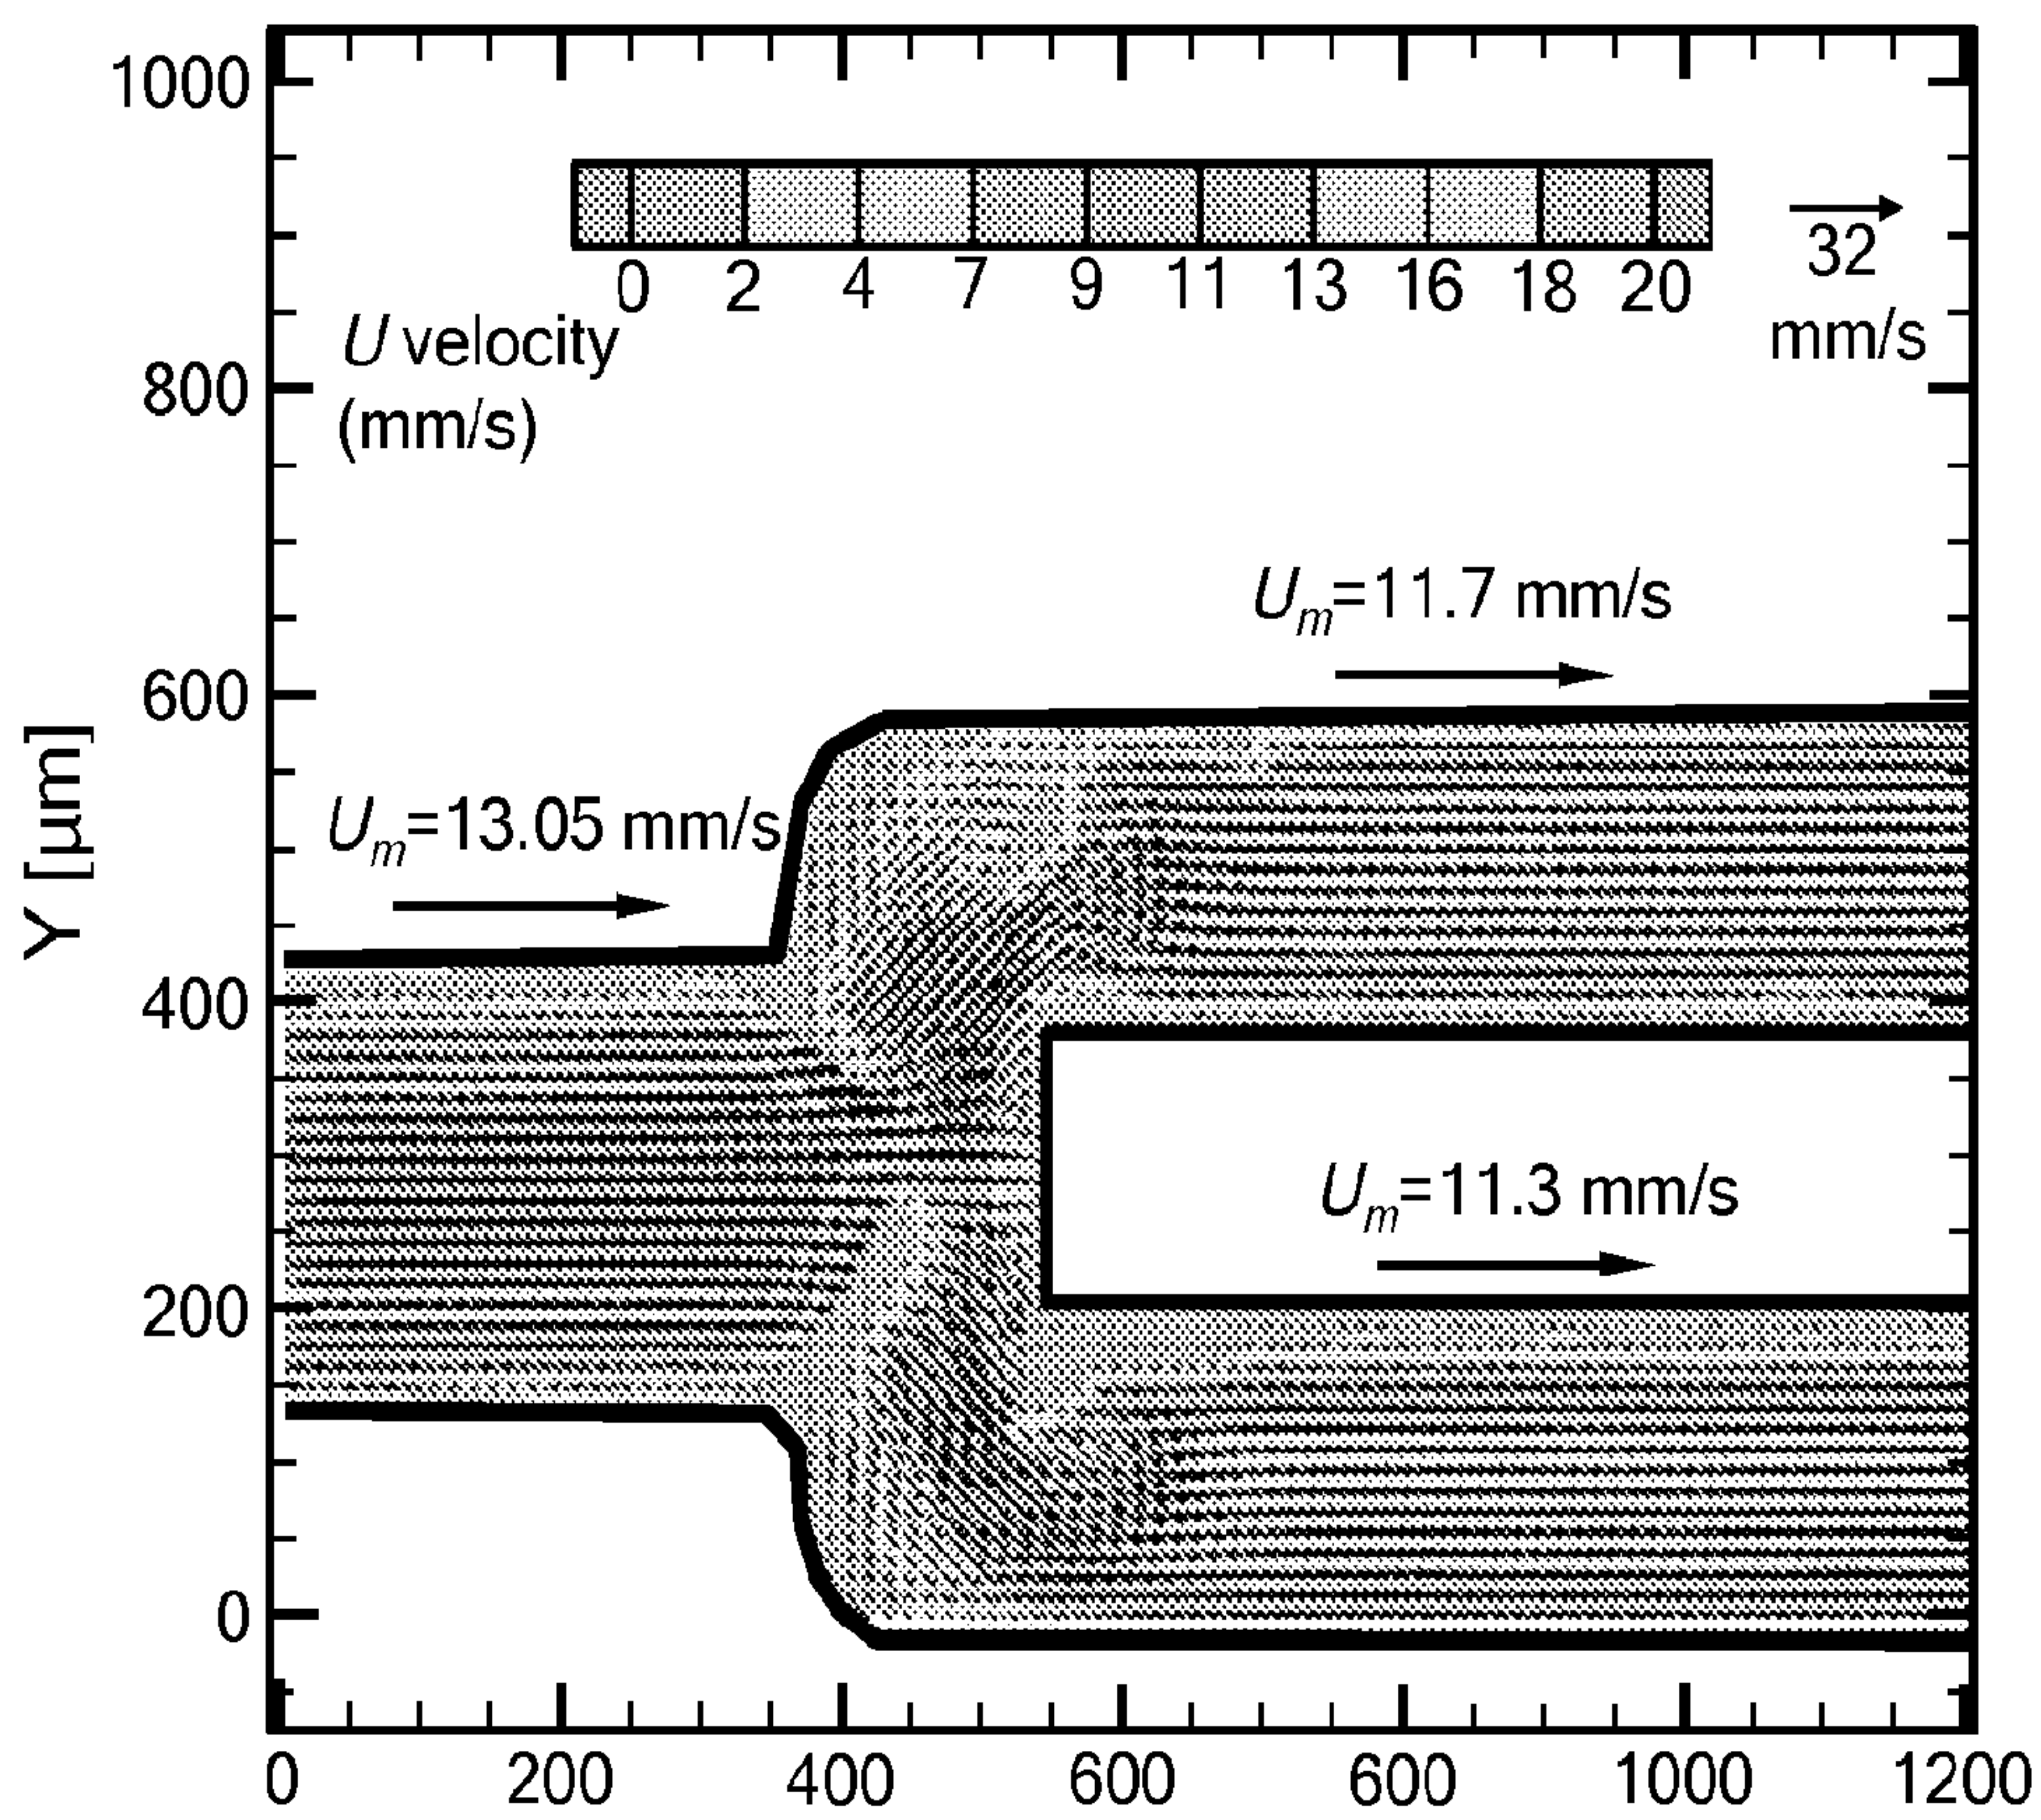 1000
0 2 4 7 9 11 13 16 18 20
32
mm/s
U velocity
(mm/s)
800
Um=11.7 mm/s
600
Um=13.05 mm/s
Y [µm]
400
Um=11.3 mm/s
200
0
0 200 400 600 800 1000 1200